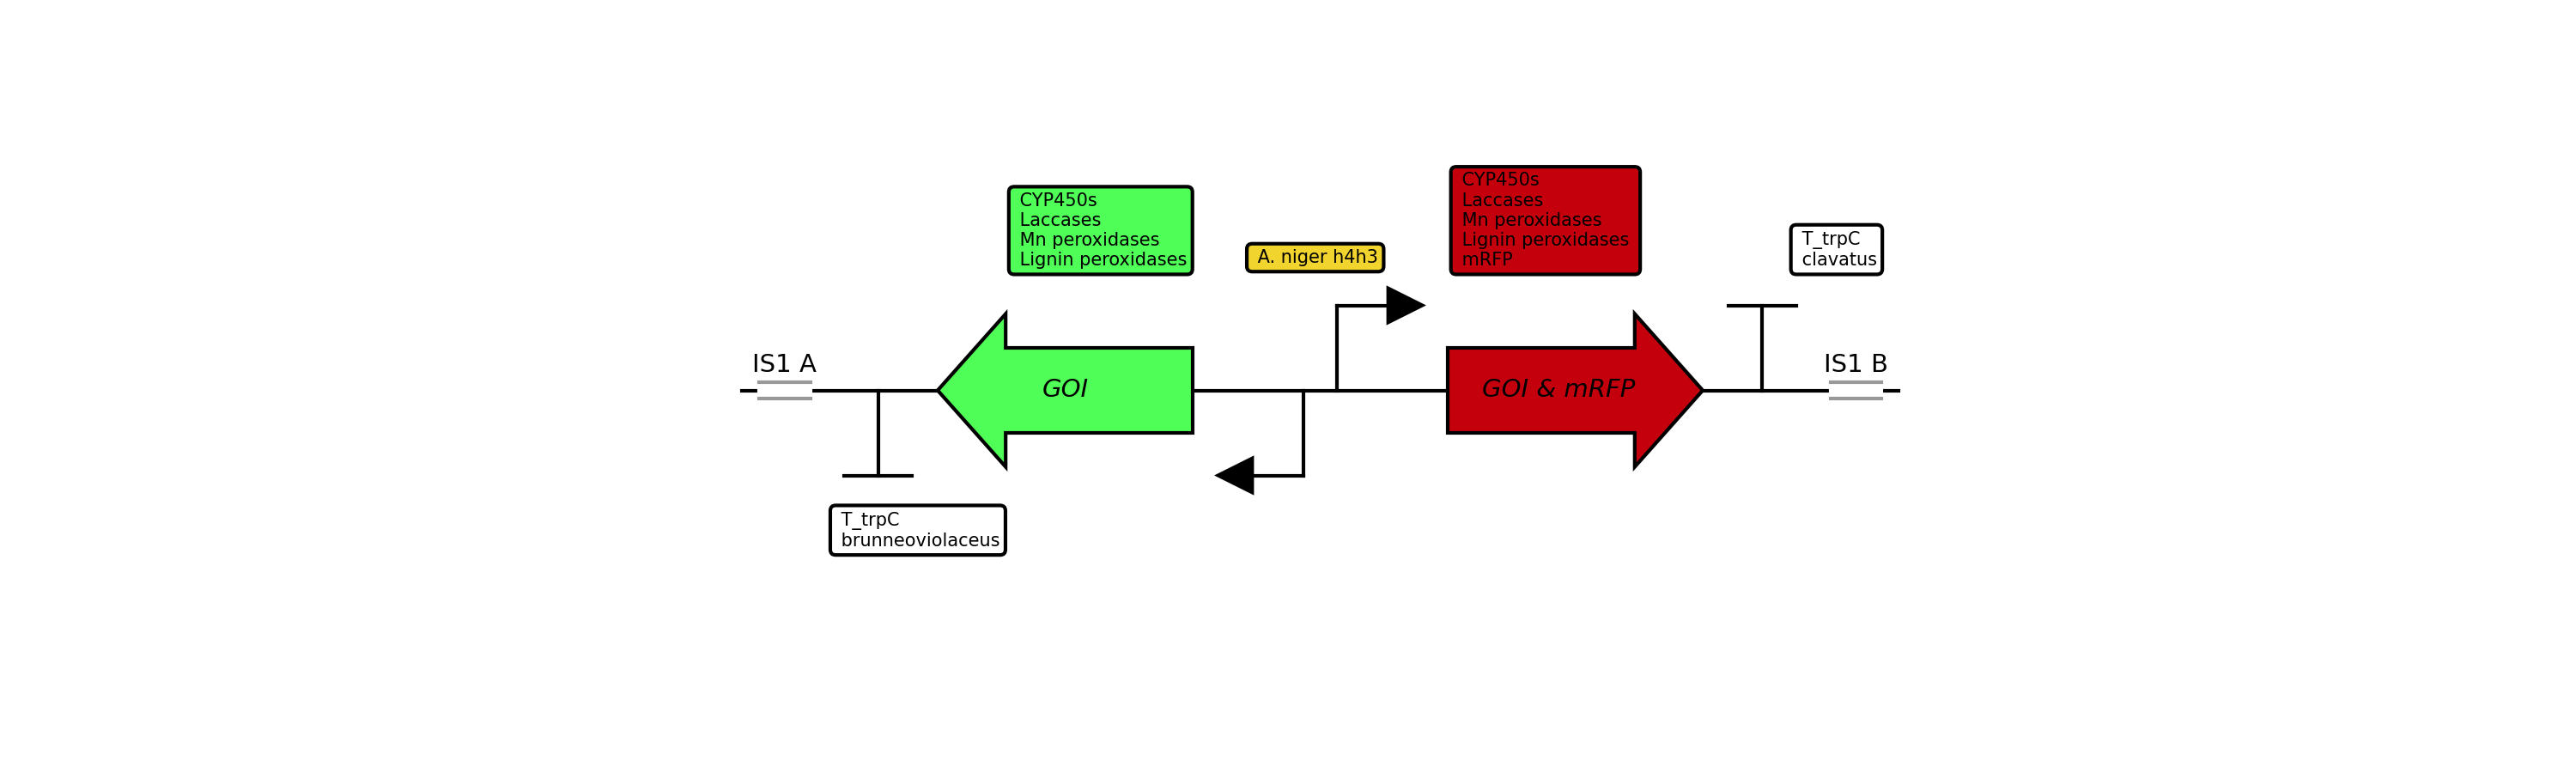 CYP450s
Laccases
Mn peroxidases
Lignin peroxidases
A. niger h4h3
CYP450s
Laccases
Mn peroxidases
Lignin peroxidases
mRFP
T_trpC
clavatus
IS1 A
GOI
GOI & mRFP
IS1 B
T_trpC
brunneoviolaceus